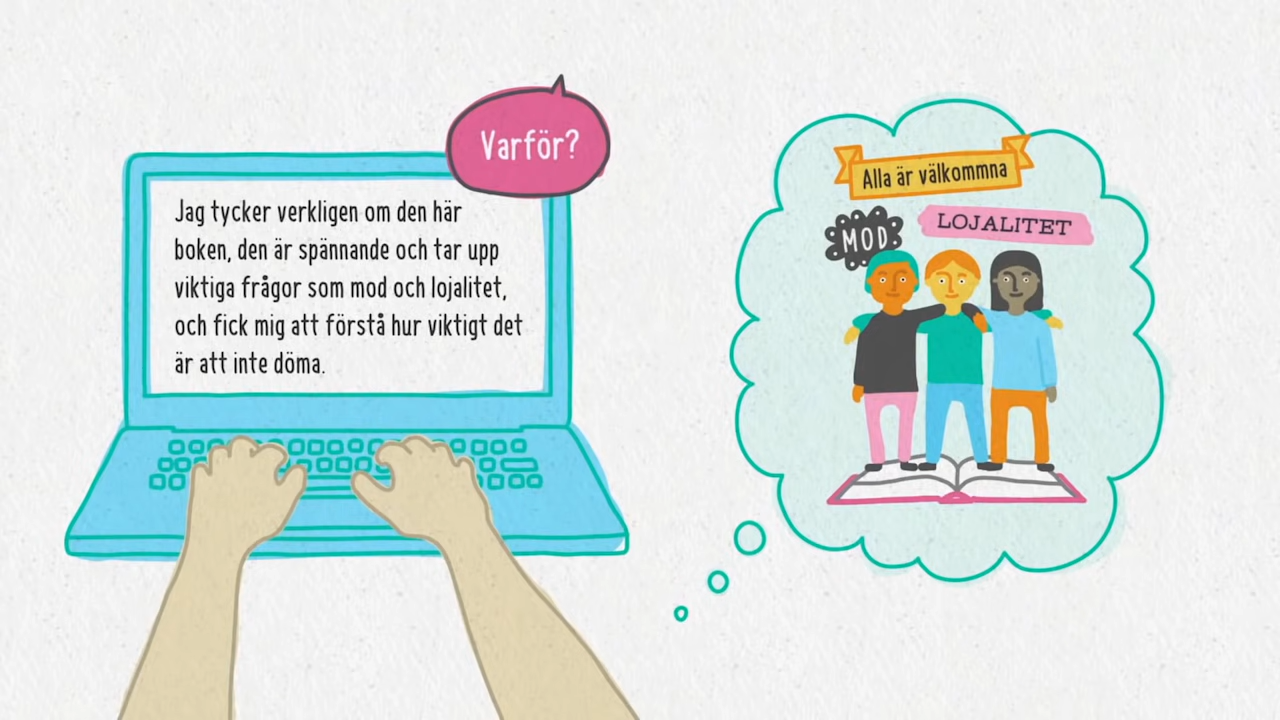 Varför?
Jag tycker verkligen om den här
boken, den är spännande och tar upp
viktiga frågor som mod och lojalitet,
och fick mig att förstå hur viktigt det
är att inte döma.
Alla är välkommna
MOD
LOJALITET